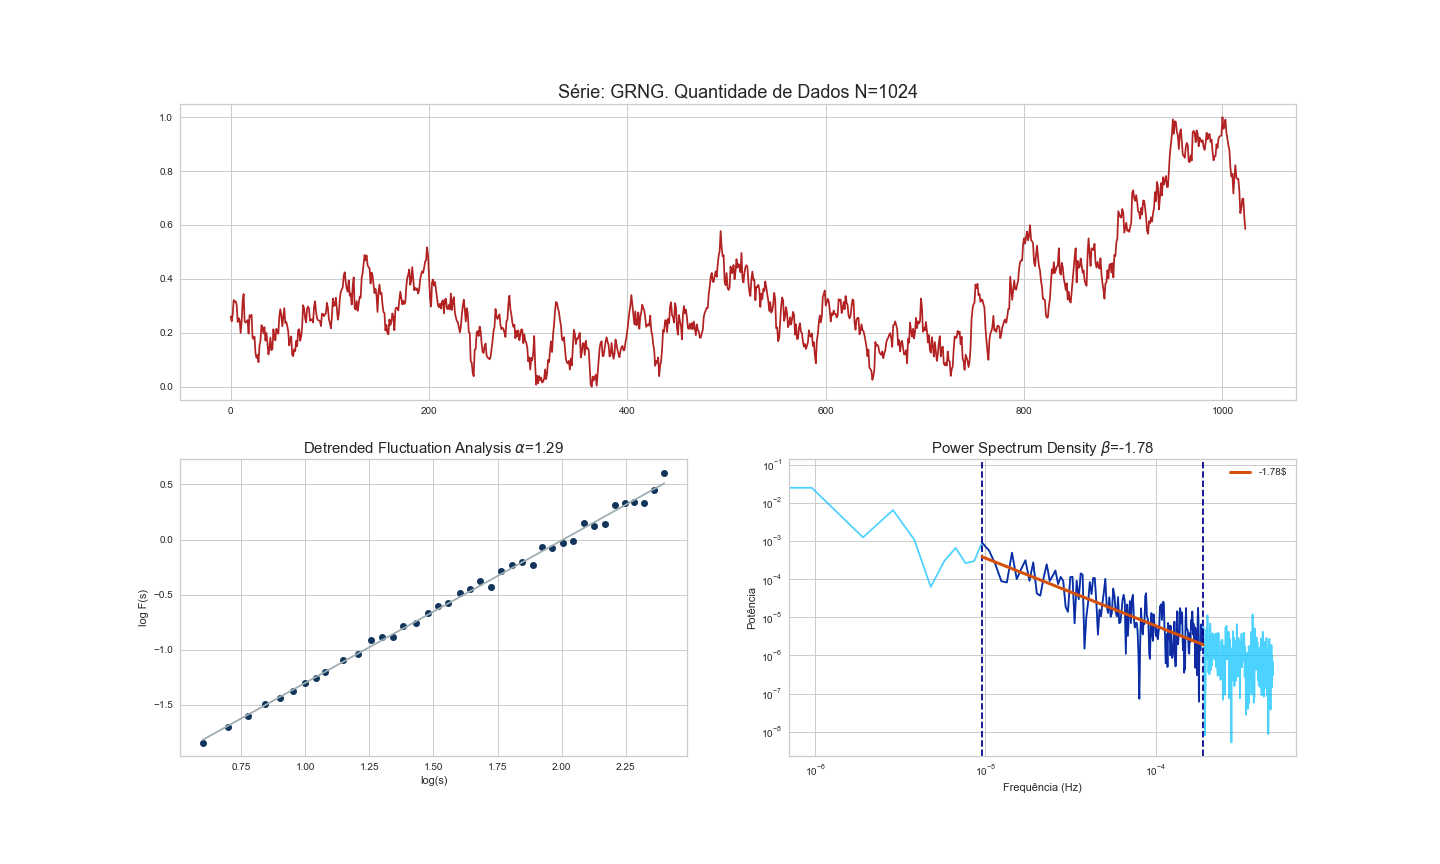 Série: GRNG. Quantidade de Dados N=1024
1.0
0.8
0.6
0.4
0.2
0.0
0 200 400 600 800 1000
Detrended Fluctuation Analysis α=1.29
log F(s)
0.5
0.0
−0.5
−1.0
−1.5
0.75 1.00 1.25 1.50 1.75 2.00 2.25
log(s)
Power Spectrum Density β=-1.78
-1.78$
Potência
10⁻¹
10⁻²
10⁻³
10⁻⁴
10⁻⁵
10⁻⁶
10⁻⁷
10⁻⁸
10⁻⁶ 10⁻⁵ 10⁻⁴
Frequência (Hz)